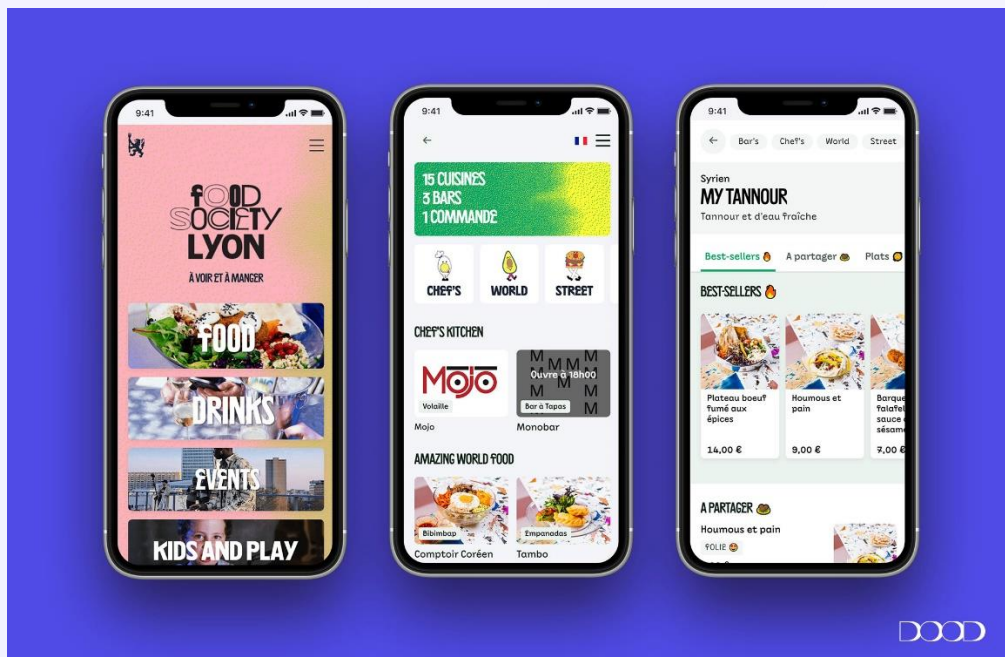 9:41
FOOD
SOCIETY
LYON
À VOIR ET À MANGER
FOOD
DRINKS
EVENTS
KIDS AND PLAY
9:41
15 CUISINES
3 BARS
1 COMMANDE
CHEF'S
WORLD
STREET
CHEF'S KITCHEN
Mojo
Volaille
Mojo
M M M M
Ouvre à 18h00
Bar à Tapas
Monobar
AMAZING WORLD FOOD
Bibimbap
Comptoir Coréen
Empanadas
Tambo
9:41
Bar's
Chef's
World
Street
Syrien
MY TANNOUR
Tannour et d'eau fraîche
Best-sellers
A partager
Plats
BEST-SELLERS
Plateau boeuf
fumé aux
épices
14,00 €
Houmous et
pain
9,00 €
Barque
falafel
sauce
sésame
7,00 €
A PARTAGER
Houmous et pain
FOLIE
DOOD